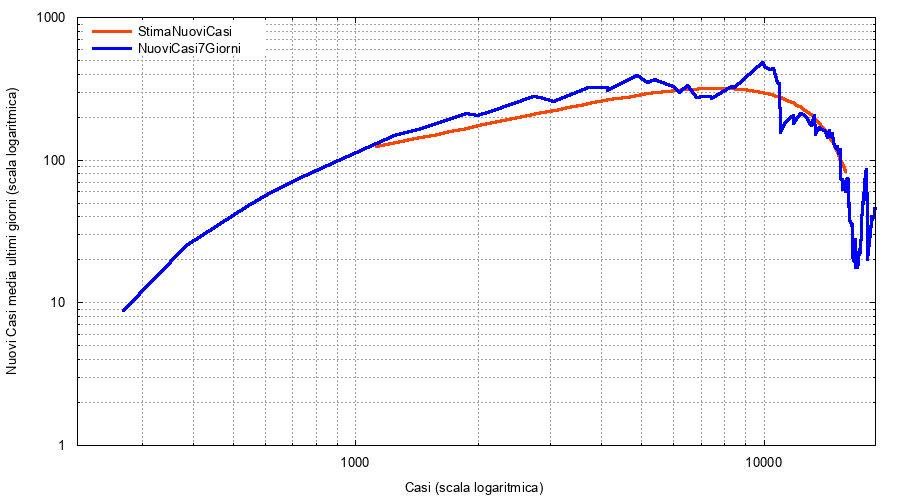 1000
StimaNuoviCasi
NuoviCasi7Giorni
100
10
1
Nuovi Casi media ultimi giorni (scala logaritmica)
1000
10000
Casi (scala logaritmica)